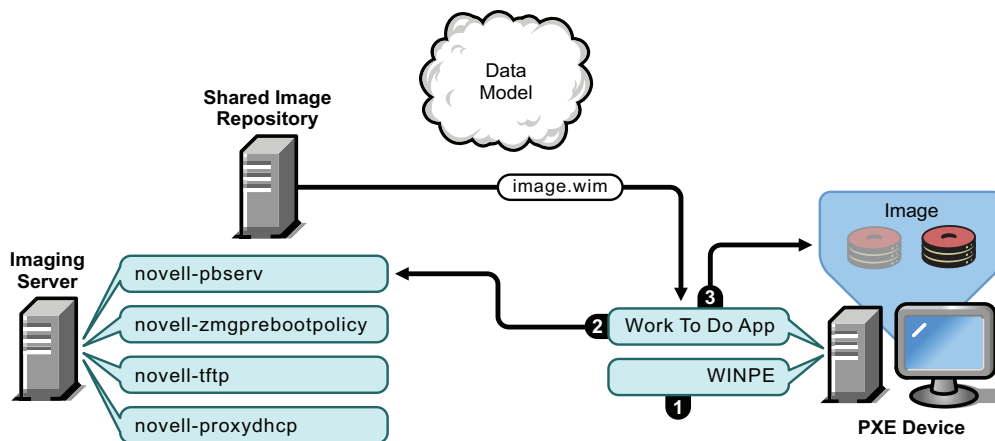 Data
Model
Shared Image
Repository
image.wim
Image
Imaging
Server
novell-pbserv
novell-zmgprebootpolicy
novell-tftp
novell-proxydhcp
3
2
Work To Do App
WINPE
1
PXE Device